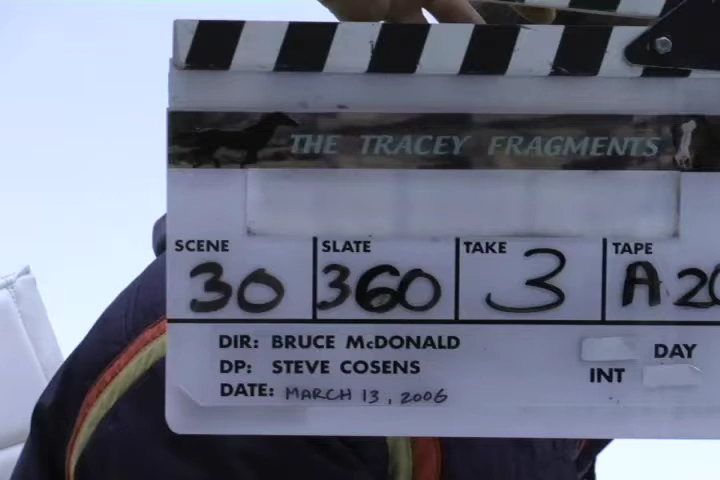 THE TRACEY FRAGMENTS
SCENE SLATE TAKE TAPE
30 360 3 A 20
DIR: BRUCE McDONALD
DP: STEVE COSENS
DATE: MARCH 13, 2006
DAY
INT